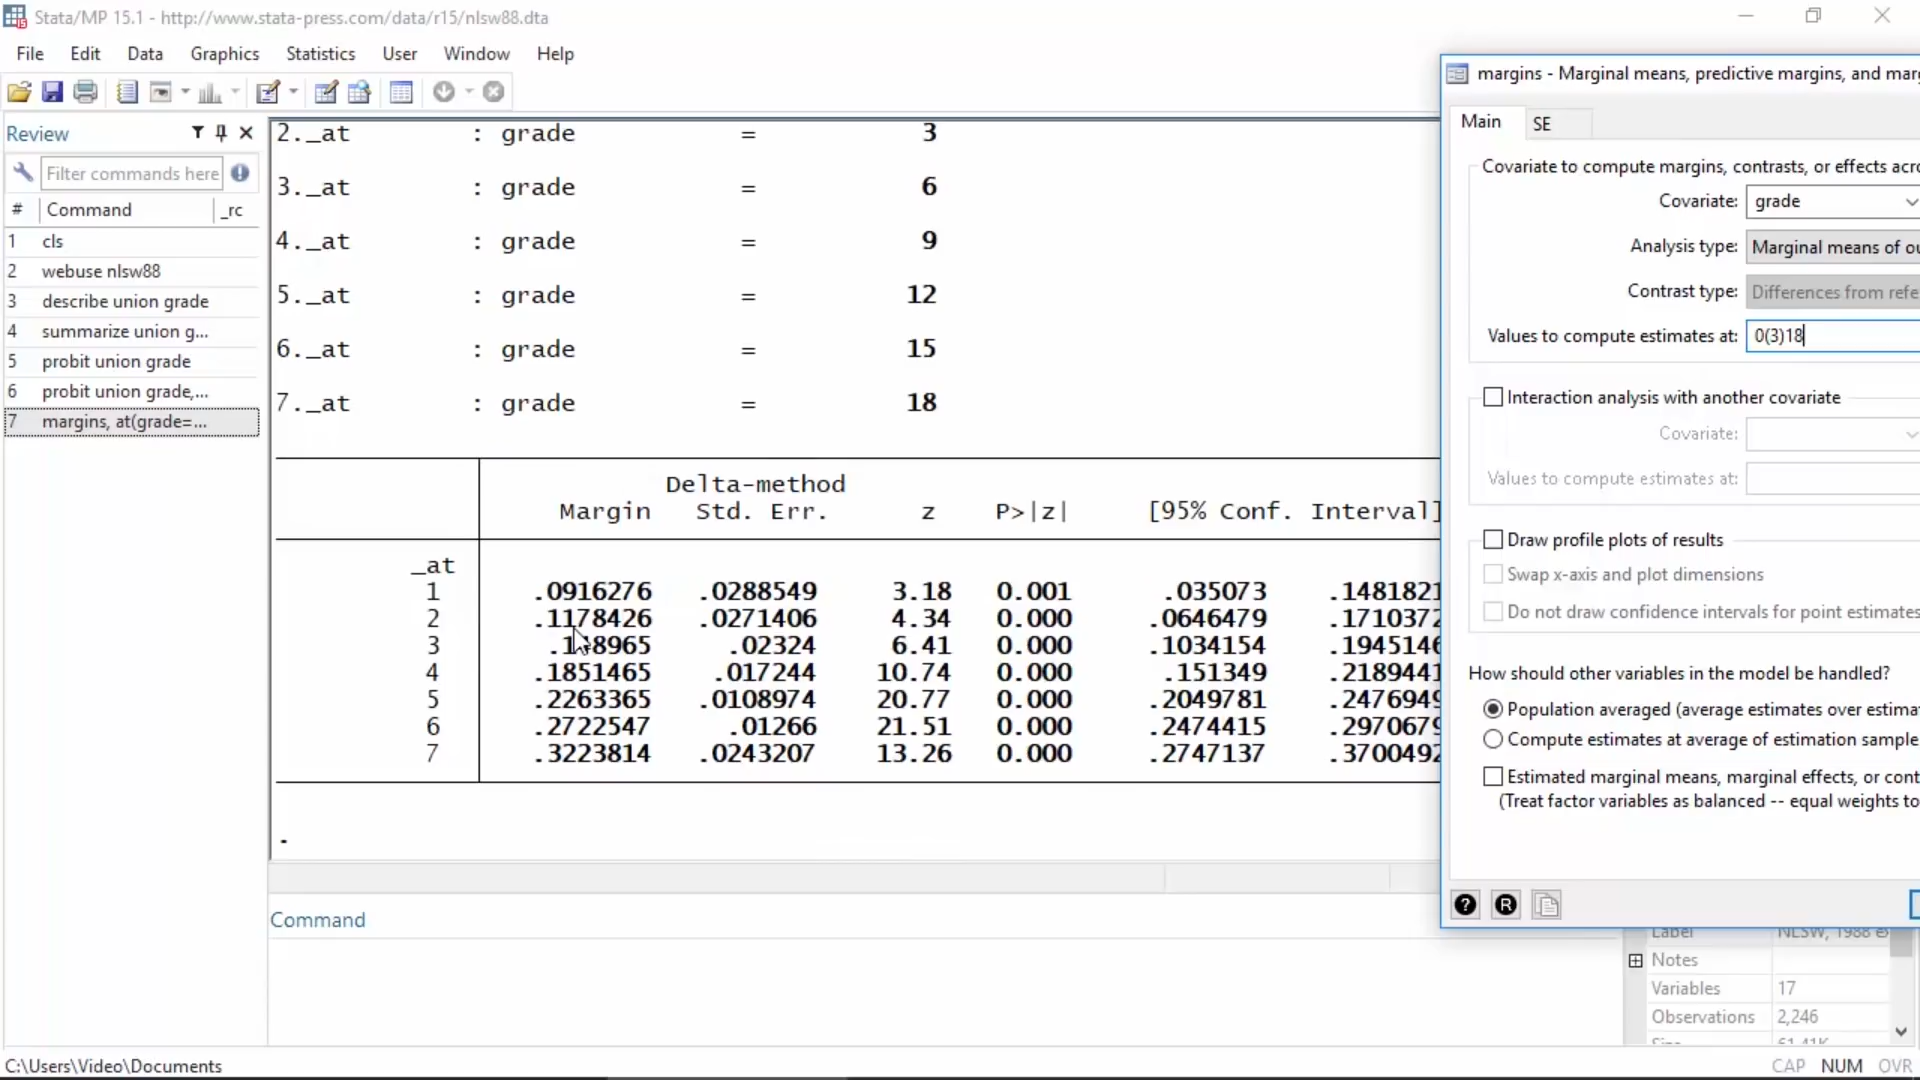 Stata/MP 15.1 - http://www.stata-press.com/data/r15/nlsw88.dta
File Edit Data Graphics Statistics User Window Help
Review
Filter commands here
# Command _rc
1 cls
2 webuse nlsw88
3 describe union grade
4 summarize union g...
5 probit union grade
6 probit union grade,...
7 margins, at(grade=...
2._at : grade = 3
3._at : grade = 6
4._at : grade = 9
5._at : grade = 12
6._at : grade = 15
7._at : grade = 18
Delta-method
Margin Std. Err. z P>|z| [95% Conf. Interval]
_at
1 .0916276 .0288549 3.18 0.001 .035073 .1481821
2 .1178426 .0271406 4.34 0.000 .0646479 .1710372
3 .02324 6.41 0.000 .1034154 .1945146
4 .1851465 .017244 10.74 0.000 .151349 .2189441
5 .2263365 .0108974 20.77 0.000 .2049781 .2476949
6 .2722547 .01266 21.51 0.000 .2474415 .2970679
7 .3223814 .0243207 13.26 0.000 .2747137 .3700492
.
Command
margins - Marginal means, predictive margins, and mar
Main SE
Covariate to compute margins, contrasts, or effects acro
Covariate: grade
Analysis type: Marginal means of ou
Contrast type: Differences from refe
Values to compute estimates at: 0(3)18
Interaction analysis with another covariate
Covariate:
Values to compute estimates at:
Draw profile plots of results
Swap x-axis and plot dimensions
Do not draw confidence intervals for point estimates
How should other variables in the model be handled?
Population averaged (average estimates over estima
Compute estimates at average of estimation sample
Estimated marginal means, marginal effects, or cont
(Treat factor variables as balanced -- equal weights to
? R
Label NLSW, 1988 e
Notes
Variables 17
Observations 2,246
C:\Users\Video\Documents
CAP NUM OVR